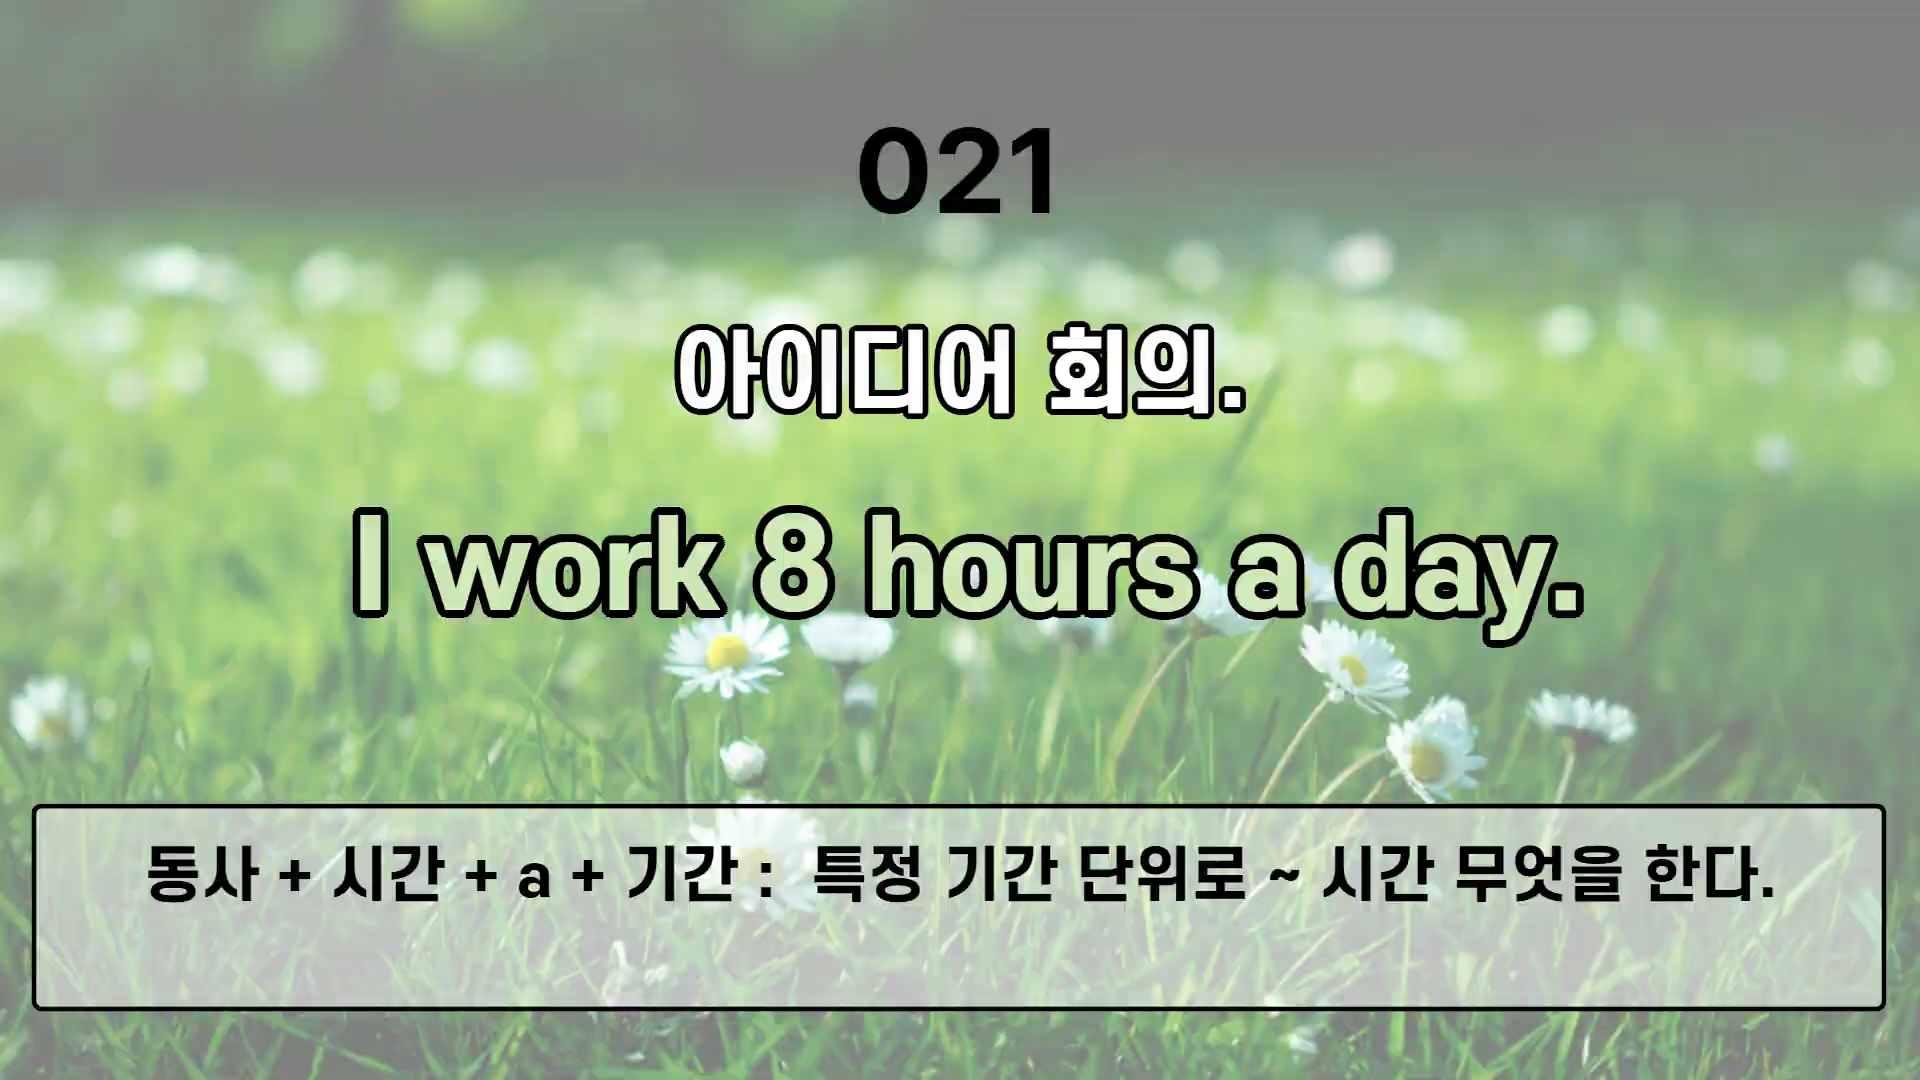 021
아이디어 회의.
I work 8 hours a day.
동사 + 시간 + a + 기간 : 특정 기간 단위로 ~ 시간 무엇을 한다.